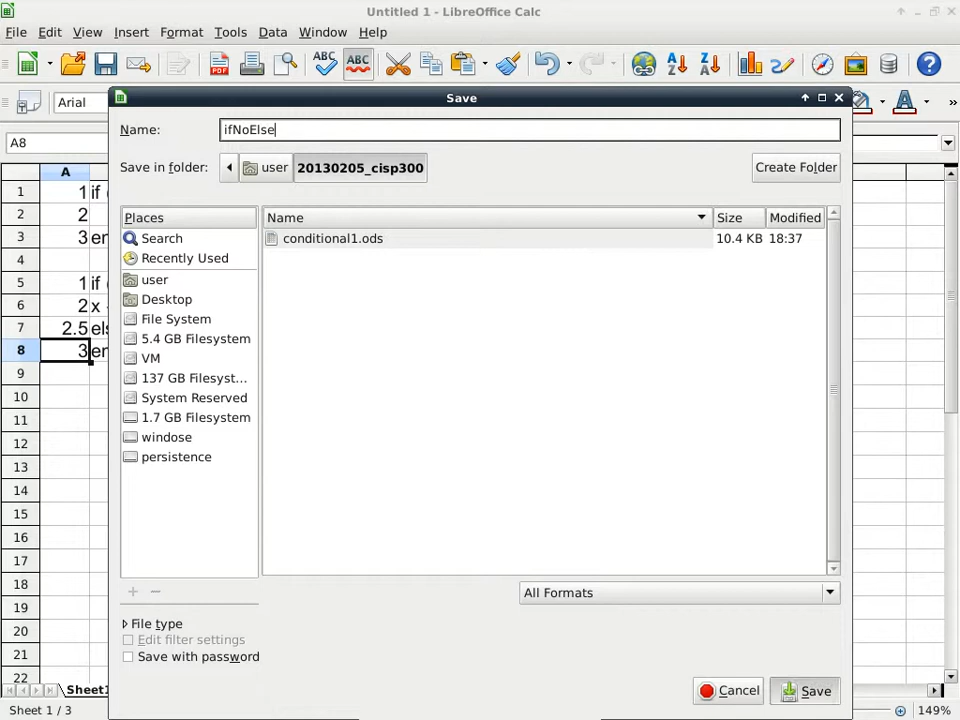 Untitled 1 - LibreOffice Calc
File Edit View Insert Format Tools Data Window Help
ABC ABC PDF
Arial
Save
Name: ifNoElse
A8
Save in folder: user 20130205_cisp300 Create Folder
A
Places Name Size Modified
1 1 if
2 2
3 3 en
4
5 1 if
6 2 x
7 2.5 els
8 3 en
9
10
11
12
13
14
15
16
17
18
19
20
21
22
Search
Recently Used
user
Desktop
File System
5.4 GB Filesystem
VM
137 GB Filesyst...
System Reserved
1.7 GB Filesystem
windose
persistence
conditional1.ods 10.4 KB 18:37
All Formats
File type
Edit filter settings
Save with password
Cancel Save
Sheet1
Sheet 1 / 3 149%